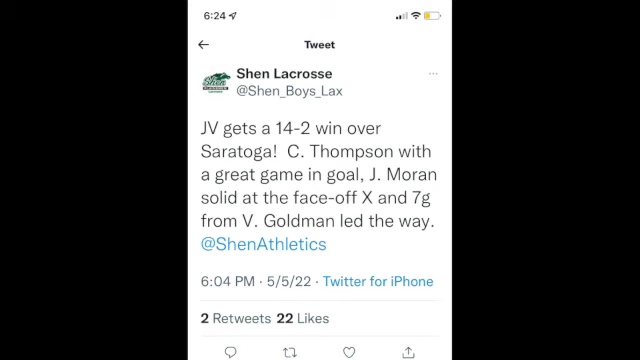 6:24
Tweet
Shen
Shen Lacrosse
@Shen_Boys_Lax
JV gets a 14-2 win over
Saratoga!  C. Thompson with
a great game in goal, J. Moran
solid at the face-off X and 7g
from V. Goldman led the way.
@ShenAthletics
6:04 PM · 5/5/22 · Twitter for iPhone
2 Retweets 22 Likes